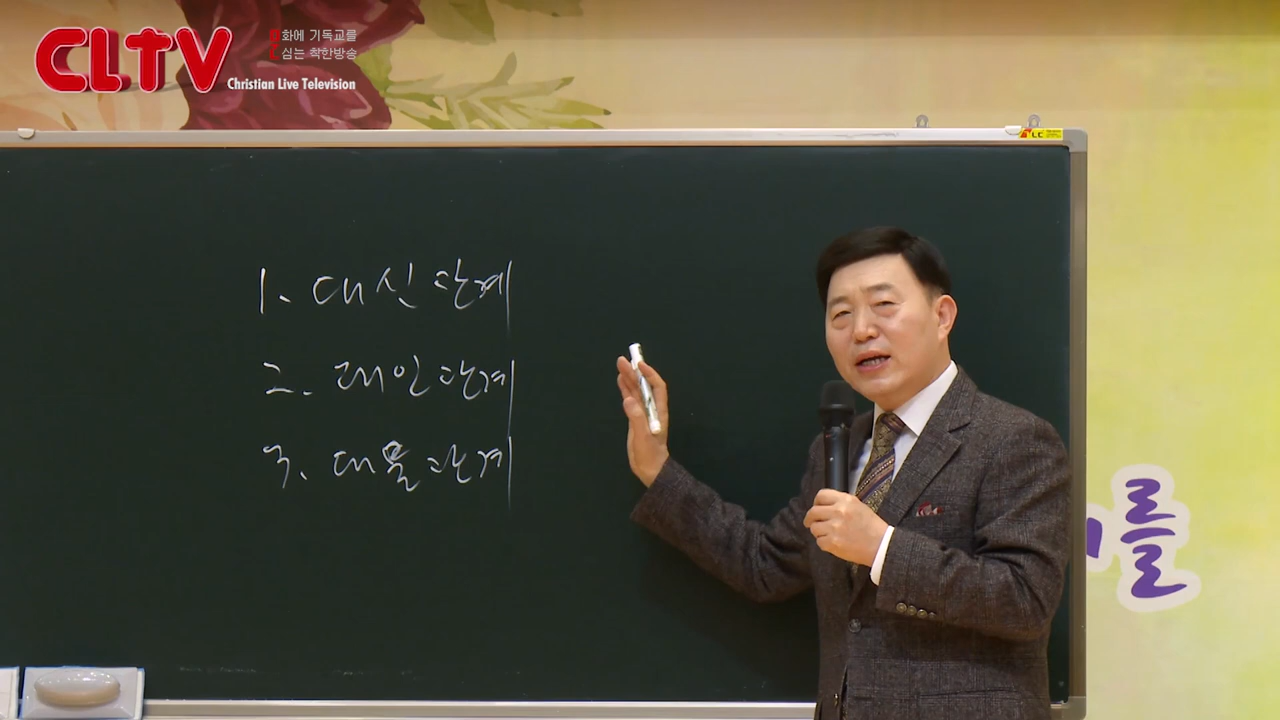 CLTV
문화에 기독교를
심는 착한방송
Christian Live Television
1. 대신 관계
2. 대인 관계
3. 대물 관계
를